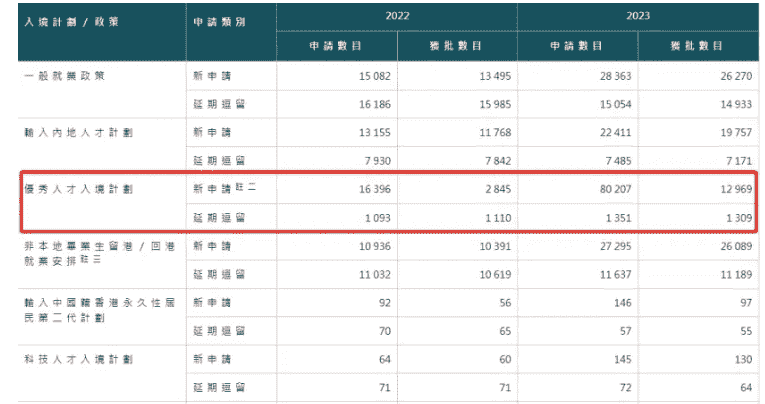 入境計劃 / 政策 申請類別 2022 2023
申請數目 獲批數目 申請數目 獲批數目
一般就業政策 新申請 15 082 13 495 28 363 26 270
延期逗留 16 186 15 985 15 054 14 933
輸入內地人才計劃 新申請 13 155 11 768 22 411 19 757
延期逗留 7 930 7 842 7 485 7 171
優秀人才入境計劃 新申請註二 16 396 2 845 80 207 12 969
延期逗留 1 093 1 110 1 351 1 309
非本地畢業生留港 / 回港 新申請 10 936 10 391 27 295 26 089
就業安排註三
延期逗留 11 032 10 619 11 637 11 189
輸入中國籍香港永久性居 新申請 92 56 146 97
民第二代計劃
延期逗留 70 65 57 55
科技人才入境計劃 新申請 64 60 145 130
延期逗留 71 71 72 64